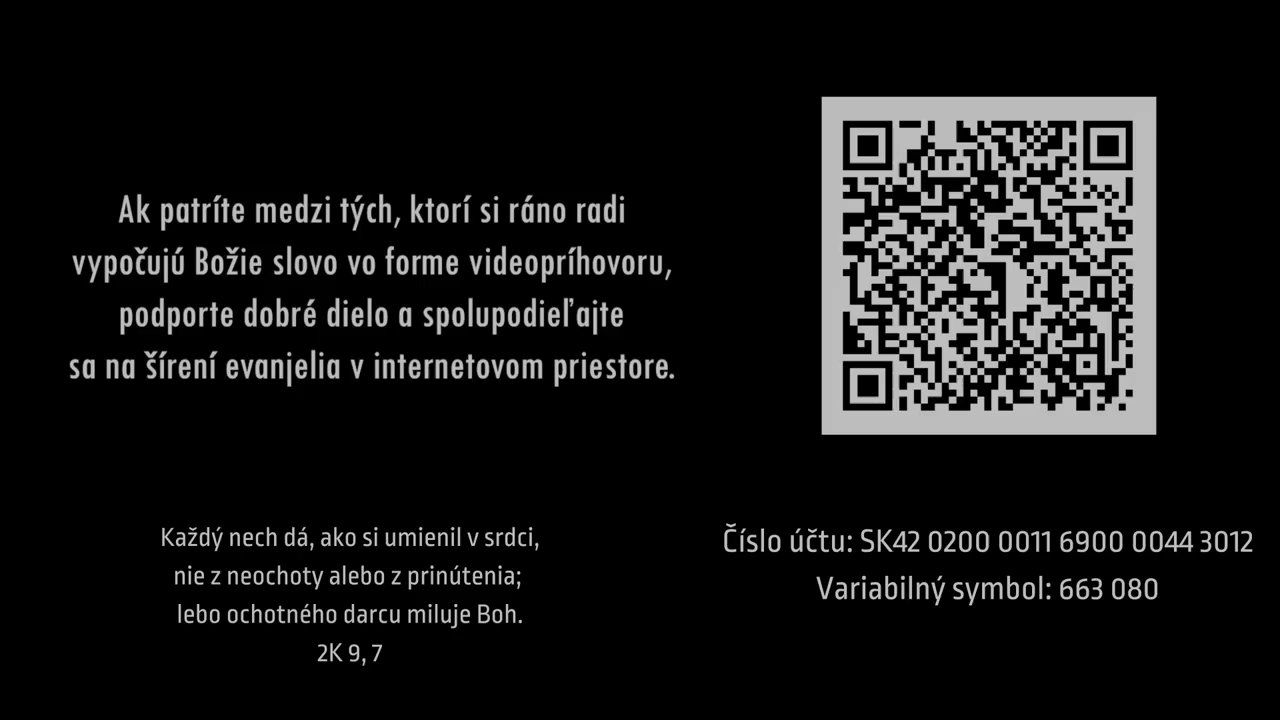 Ak patríte medzi tých, ktorí si ráno radi
vypočujú Božie slovo vo forme videopríhovoru,
podporte dobré dielo a spolupodieľajte
sa na šírení evanjelia v internetovom priestore.
Každý nech dá, ako si umienil v srdci,
nie z neochoty alebo z prinútenia;
lebo ochotného darcu miluje Boh.
2K 9, 7
Číslo účtu: SK42 0200 0011 6900 0044 3012
Variabilný symbol: 663 080